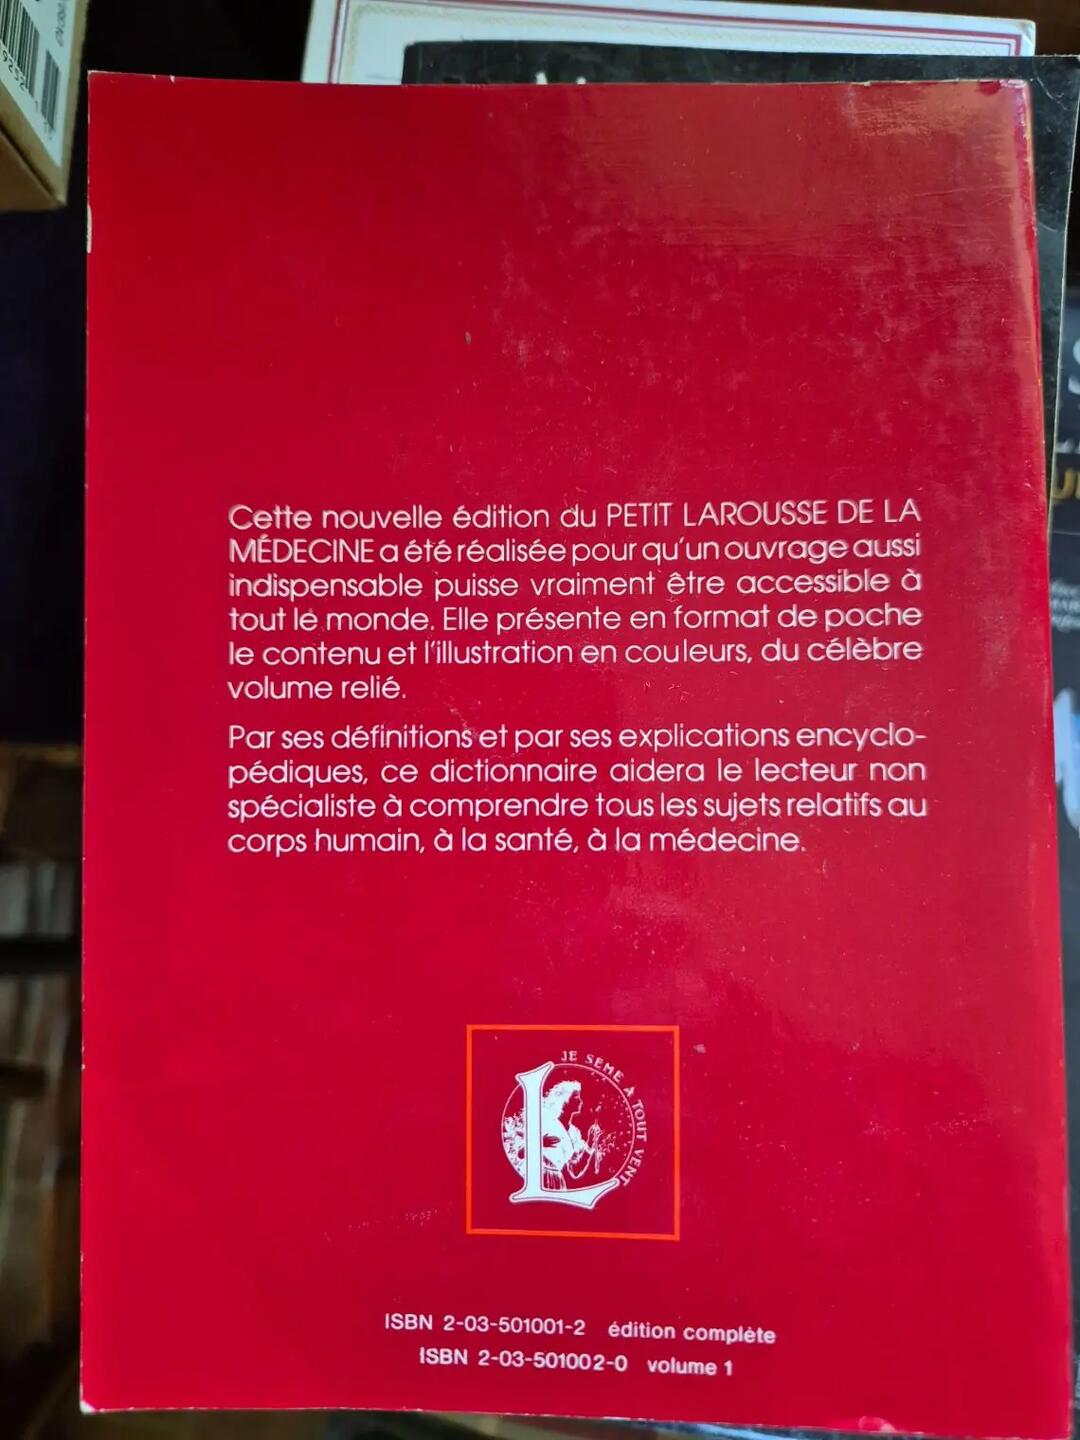 Cette nouvelle édition du PETIT LAROUSSE DE LA
MÉDECINE a été réalisée pour qu'un ouvrage aussi
indispensable puisse vraiment être accessible à
tout le monde. Elle présente en format de poche
le contenu et l'illustration en couleurs, du célèbre
volume relié.
Par ses définitions et par ses explications encyclo-
pédiques, ce dictionnaire aidera le lecteur non
spécialiste à comprendre tous les sujets relatifs au
corps humain, à la santé, à la médecine.
JE SEME A TOUT VENT
L
ISBN 2-03-501001-2 édition complète
ISBN 2-03-501002-0 volume 1